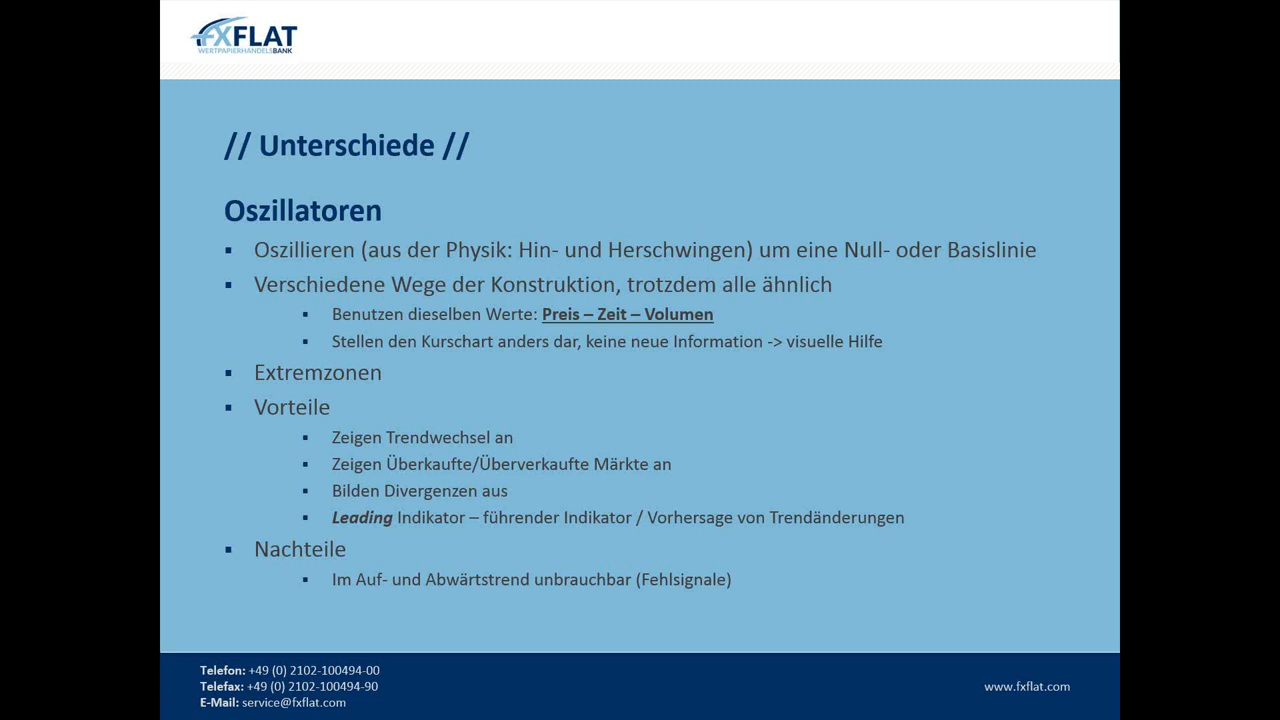 FXFLAT
WERTPAPIERHANDELSBANK
// Unterschiede //
Oszillatoren
▪ Oszillieren (aus der Physik: Hin- und Herschwingen) um eine Null- oder Basislinie
▪ Verschiedene Wege der Konstruktion, trotzdem alle ähnlich
▪ Benutzen dieselben Werte: Preis – Zeit – Volumen
▪ Stellen den Kurschart anders dar, keine neue Information -> visuelle Hilfe
▪ Extremzonen
▪ Vorteile
▪ Zeigen Trendwechsel an
▪ Zeigen Überkaufte/Überverkaufte Märkte an
▪ Bilden Divergenzen aus
▪ Leading Indikator – führender Indikator / Vorhersage von Trendänderungen
▪ Nachteile
▪ Im Auf- und Abwärtstrend unbrauchbar (Fehlsignale)
Telefon: +49 (0) 2102-100494-00
Telefax: +49 (0) 2102-100494-90
E-Mail: service@fxflat.com
www.fxflat.com